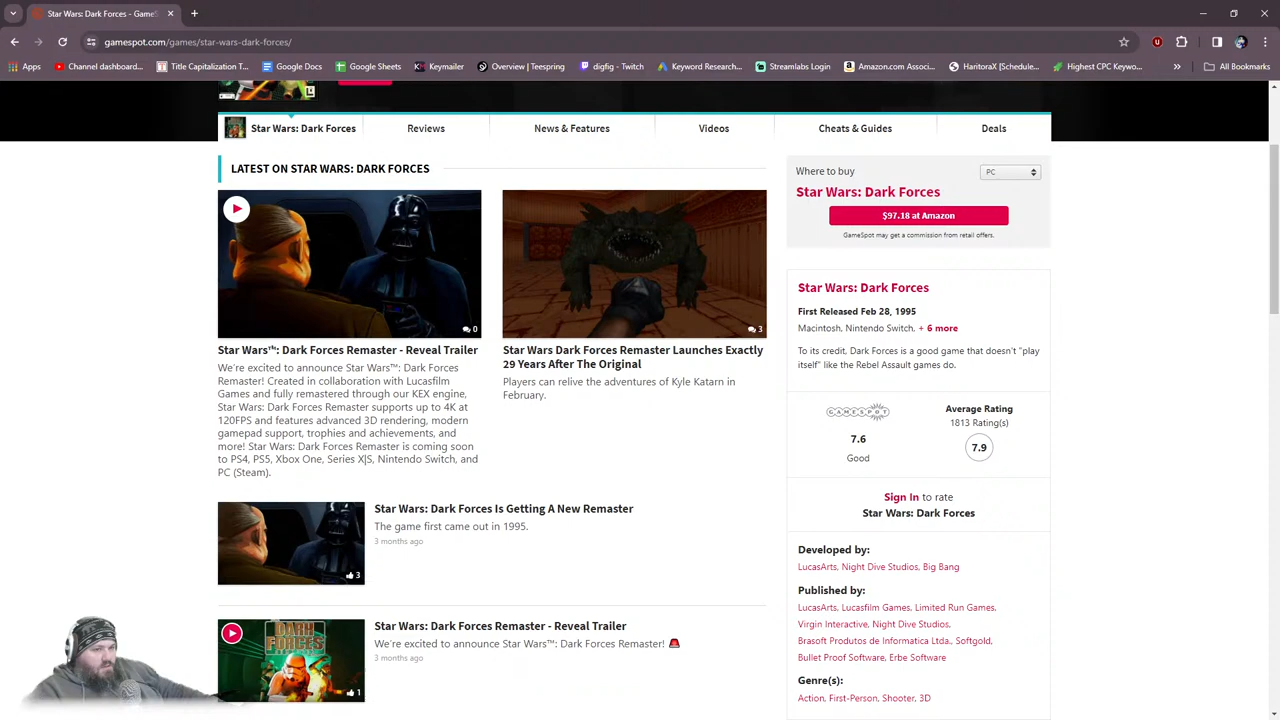 Star Wars: Dark Forces - GameS
gamespot.com/games/star-wars-dark-forces/
Apps
Channel dashboard...
Title Capitalization T...
Google Docs
Google Sheets
Keymailer
Overview | Teespring
digfig - Twitch
Keyword Research...
Streamlabs Login
Amazon.com Associ...
HaritoraX [Schedule...
Highest CPC Keywo...
»
All Bookmarks
Star Wars: Dark Forces
Reviews
News & Features
Videos
Cheats & Guides
Deals
LATEST ON STAR WARS: DARK FORCES
0
Star Wars™: Dark Forces Remaster - Reveal Trailer
We're excited to announce Star Wars™: Dark Forces
Remaster! Created in collaboration with Lucasfilm
Games and fully remastered through our KEX engine,
Star Wars: Dark Forces Remaster supports up to 4K at
120FPS and features advanced 3D rendering, modern
gamepad support, trophies and achievements, and
more! Star Wars: Dark Forces Remaster is coming soon
to PS4, PS5, Xbox One, Series X|S, Nintendo Switch, and
PC (Steam).
3
Star Wars Dark Forces Remaster Launches Exactly
29 Years After The Original
Players can relive the adventures of Kyle Katarn in
February.
3
Star Wars: Dark Forces Is Getting A New Remaster
The game first came out in 1995.
3 months ago
DARK
FORCES
1
Star Wars: Dark Forces Remaster - Reveal Trailer
We're excited to announce Star Wars™: Dark Forces Remaster! 🚨
3 months ago
Where to buy
PC
Star Wars: Dark Forces
$97.18 at Amazon
GameSpot may get a commission from retail offers.
Star Wars: Dark Forces
First Released Feb 28, 1995
Macintosh, Nintendo Switch, + 6 more
To its credit, Dark Forces is a good game that doesn't "play
itself" like the Rebel Assault games do.
GAMESPOT
7.6
Good
Average Rating
1813 Rating(s)
7.9
Sign In to rate
Star Wars: Dark Forces
Developed by:
LucasArts, Night Dive Studios, Big Bang
Published by:
LucasArts, Lucasfilm Games, Limited Run Games,
Virgin Interactive, Night Dive Studios,
Brasoft Produtos de Informatica Ltda., Softgold,
Bullet Proof Software, Erbe Software
Genre(s):
Action, First-Person, Shooter, 3D